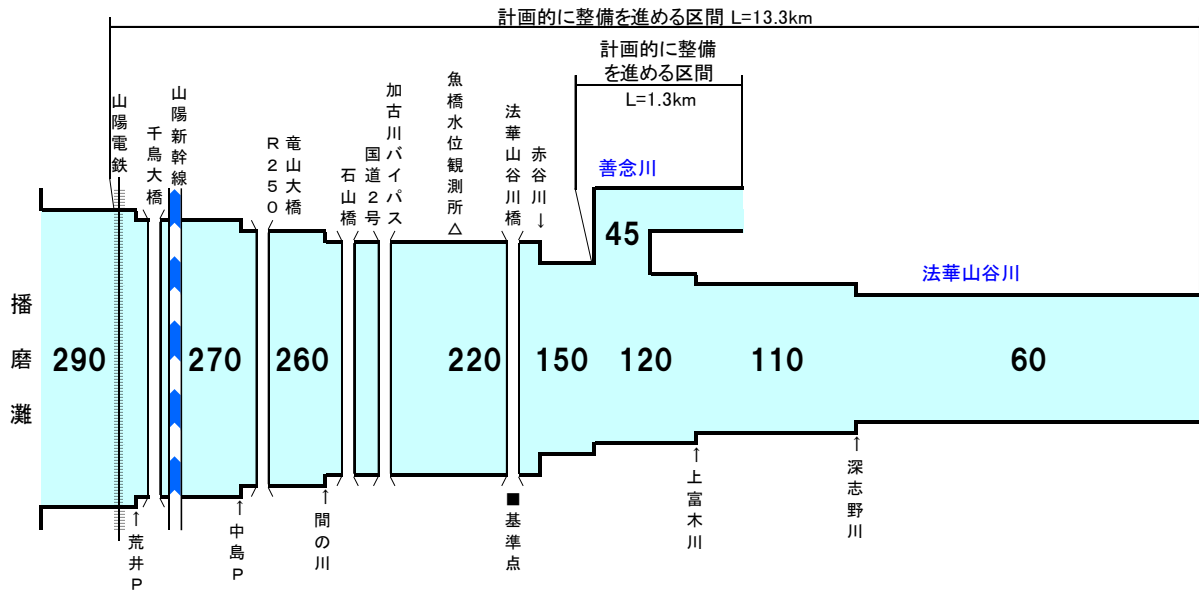 計画的に整備を進める区間 L=13.3km
計画的に整備
を進める区間
L=1.3km
山陽電鉄
千鳥大橋
山陽新幹線
R250
竜山大橋
石山橋
国道2号
加古川バイパス
魚橋水位観測所△
法華山谷川橋
赤谷川↓
善念川
45
法華山谷川
播磨灘
290
270
260
220
150
120
110
60
↑荒井P
↑中島P
↑間の川
■基準点
↑上富木川
↑深志野川